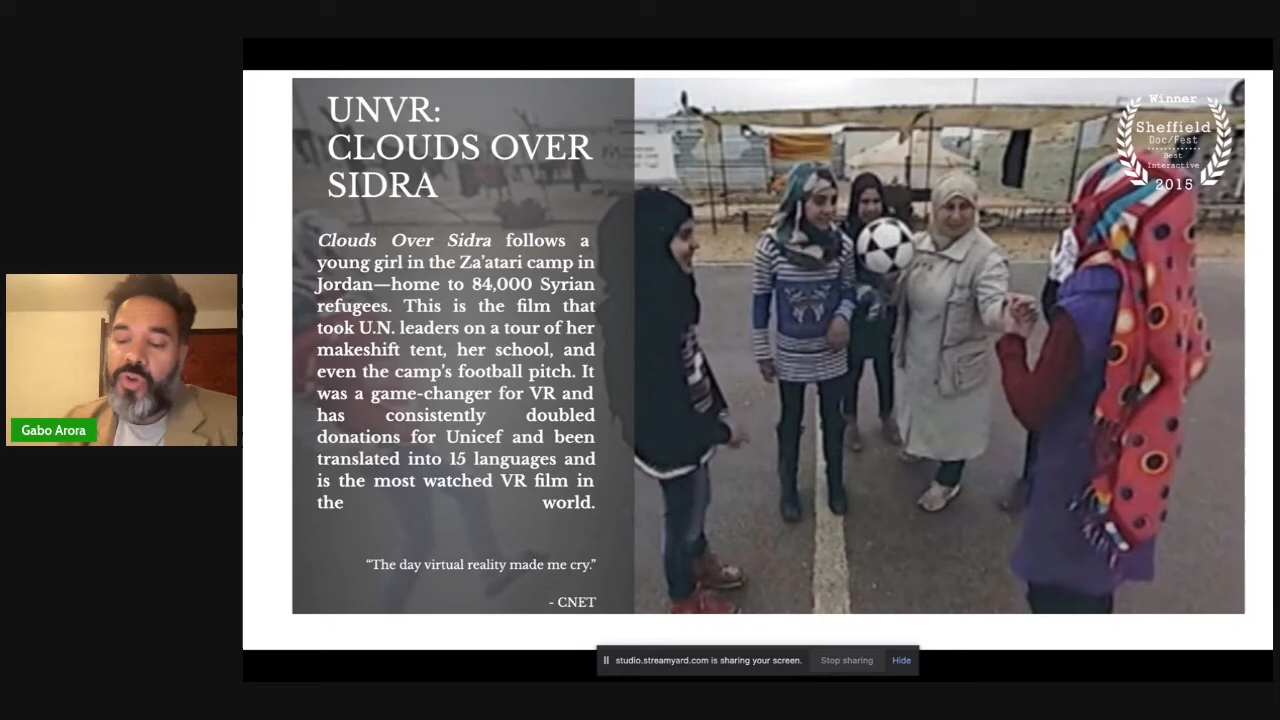 UNVR:
CLOUDS OVER
SIDRA
Clouds Over Sidra follows a
young girl in the Za'atari camp in
Jordan—home to 84,000 Syrian
refugees. This is the film that
took U.N. leaders on a tour of her
makeshift tent, her school, and
even the camp's football pitch. It
was a game-changer for VR and
has consistently doubled
donations for Unicef and been
translated into 15 languages and
is the most watched VR film in
the world.
“The day virtual reality made me cry.”
- CNET
Winner
Sheffield
Doc/Fest
Best
Interactive
2015
Gabo Arora
studio.streamyard.com is sharing your screen.
Stop sharing
Hide